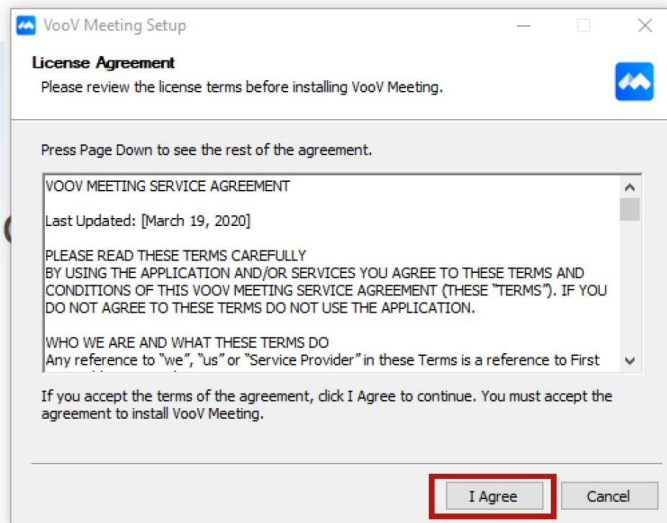 VooV Meeting Setup
License Agreement
Please review the license terms before installing VooV Meeting.
Press Page Down to see the rest of the agreement.
VOOV MEETING SERVICE AGREEMENT
Last Updated: [March 19, 2020]
PLEASE READ THESE TERMS CAREFULLY
BY USING THE APPLICATION AND/OR SERVICES YOU AGREE TO THESE TERMS AND
CONDITIONS OF THIS VOOV MEETING SERVICE AGREEMENT (THESE “TERMS”). IF YOU
DO NOT AGREE TO THESE TERMS DO NOT USE THE APPLICATION.
WHO WE ARE AND WHAT THESE TERMS DO
Any reference to “we”, “us” or “Service Provider” in these Terms is a reference to First
If you accept the terms of the agreement, click I Agree to continue. You must accept the
agreement to install VooV Meeting.
I Agree
Cancel